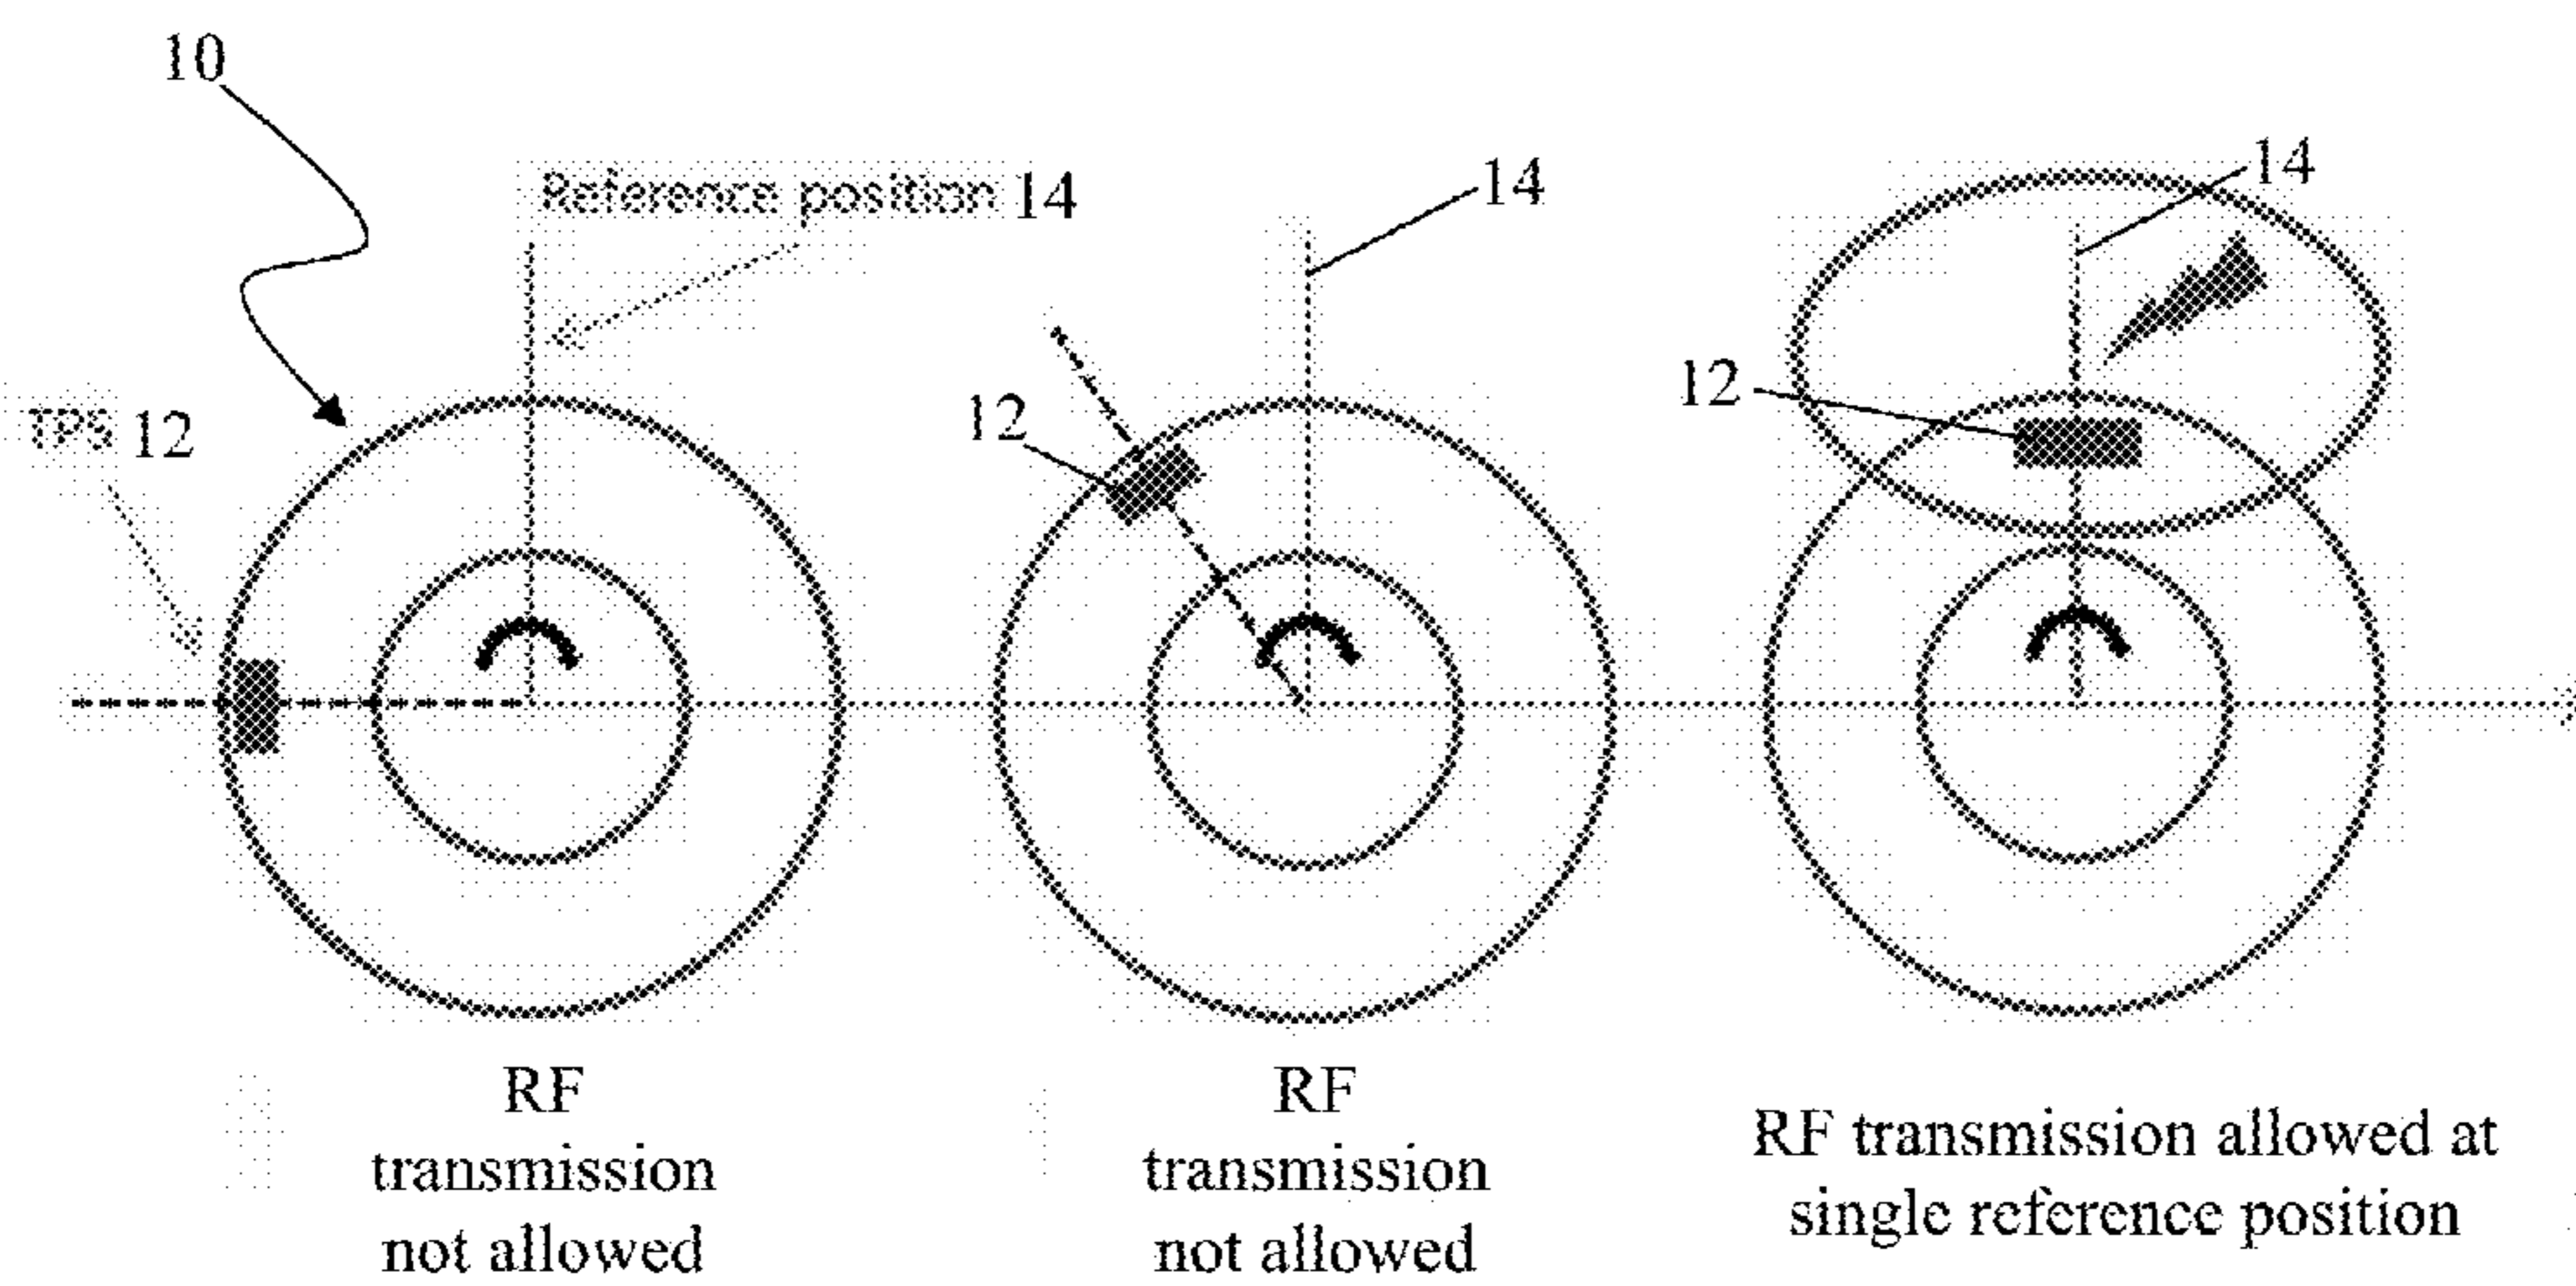 10
Reference position 14
14
14
TPS 12
12
12
RF
transmission
not allowed
RF
transmission
not allowed
RF transmission allowed at
single reference position